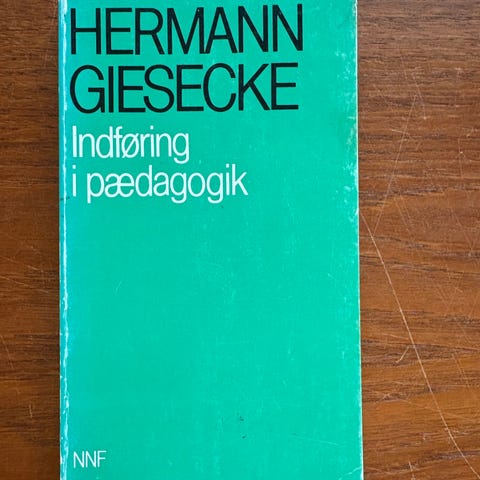 HERMANN
GIESECKE
Indføring
i pædagogik
NNF